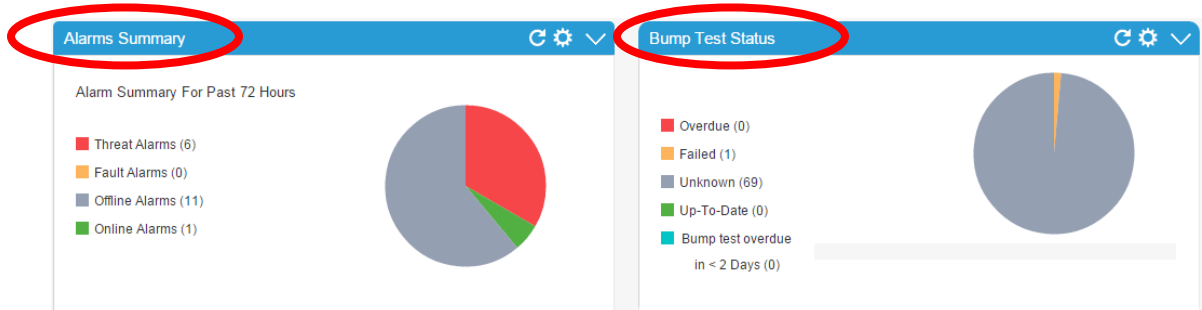 Alarms Summary
Alarm Summary For Past 72 Hours
Threat Alarms (6)
Fault Alarms (0)
Offline Alarms (11)
Online Alarms (1)
Bump Test Status
Overdue (0)
Failed (1)
Unknown (69)
Up-To-Date (0)
Bump test overdue
in < 2 Days (0)